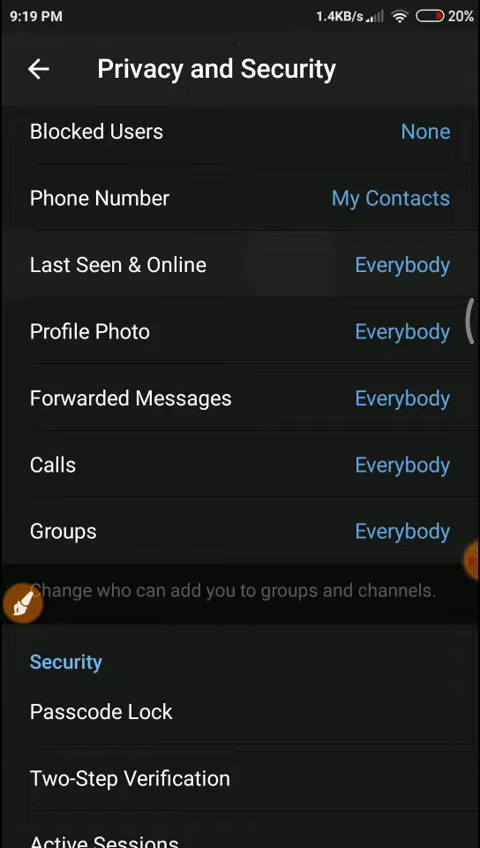 9:19 PM 1.4KB/s 20%
Privacy and Security
Blocked Users None
Phone Number My Contacts
Last Seen & Online Everybody
Profile Photo Everybody
Forwarded Messages Everybody
Calls Everybody
Groups Everybody
Change who can add you to groups and channels.
Security
Passcode Lock
Two-Step Verification
Active Sessions